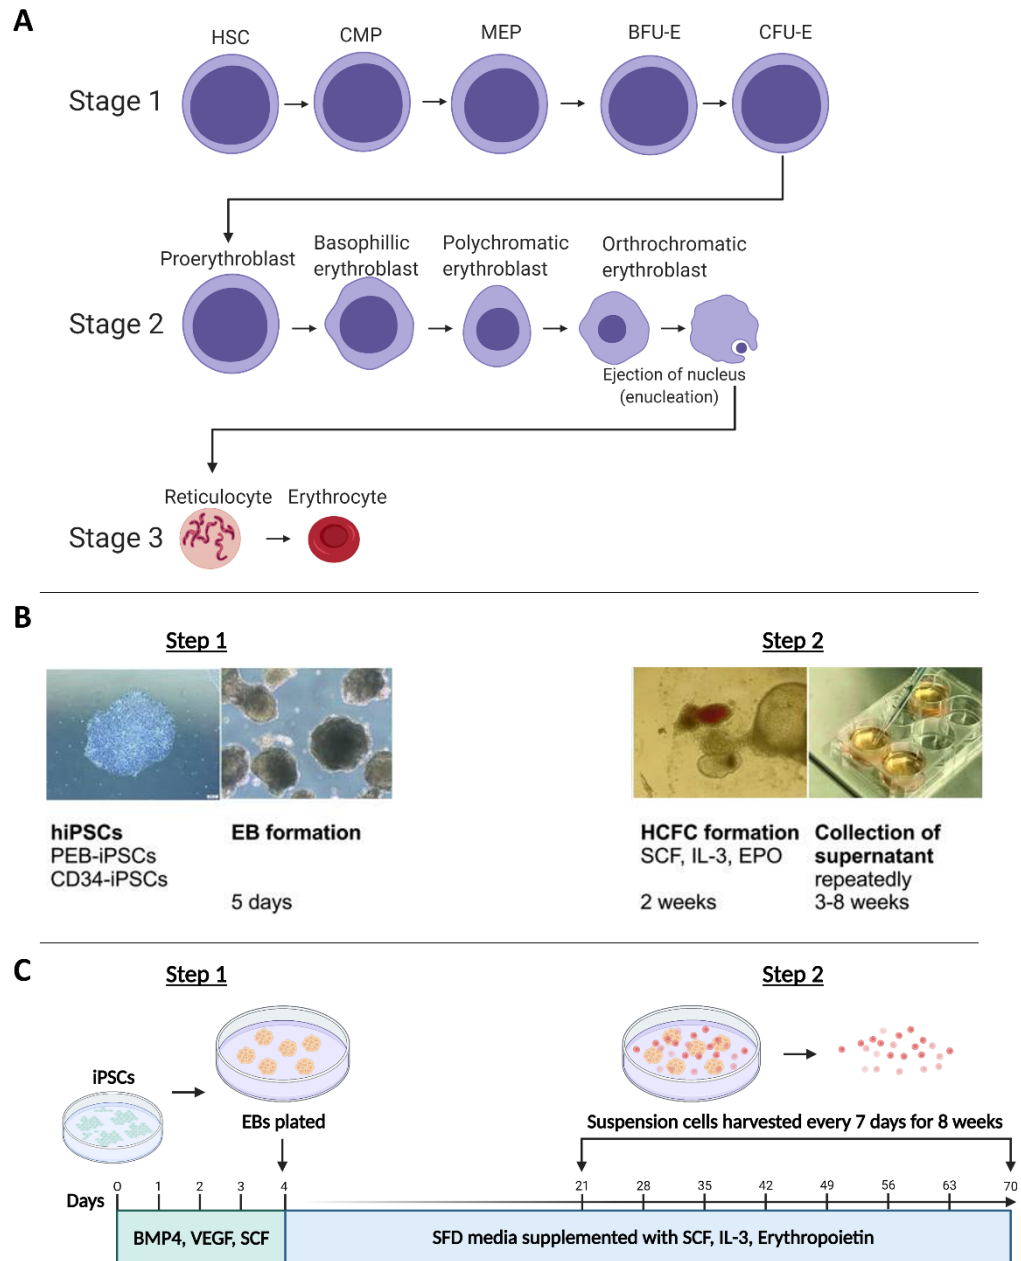 A
HSC
CMP
MEP
BFU-E
CFU-E
Stage 1
Proerythroblast
Basophillic
erythroblast
Polychromatic
erythroblast
Orthrochromatic
erythroblast
Stage 2
Ejection of nucleus
(enucleation)
Reticulocyte
Erythrocyte
Stage 3
B
Step 1
Step 2
hiPSCs
PEB-iPSCs
CD34-iPSCs
EB formation
5 days
HCFC formation
SCF, IL-3, EPO
2 weeks
Collection of
supernatant
repeatedly
3-8 weeks
C
Step 1
Step 2
iPSCs
EBs plated
Suspension cells harvested every 7 days for 8 weeks
Days
0 1 2 3 4 21 28 35 42 49 56 63 70
BMP4, VEGF, SCF
SFD media supplemented with SCF, IL-3, Erythropoietin